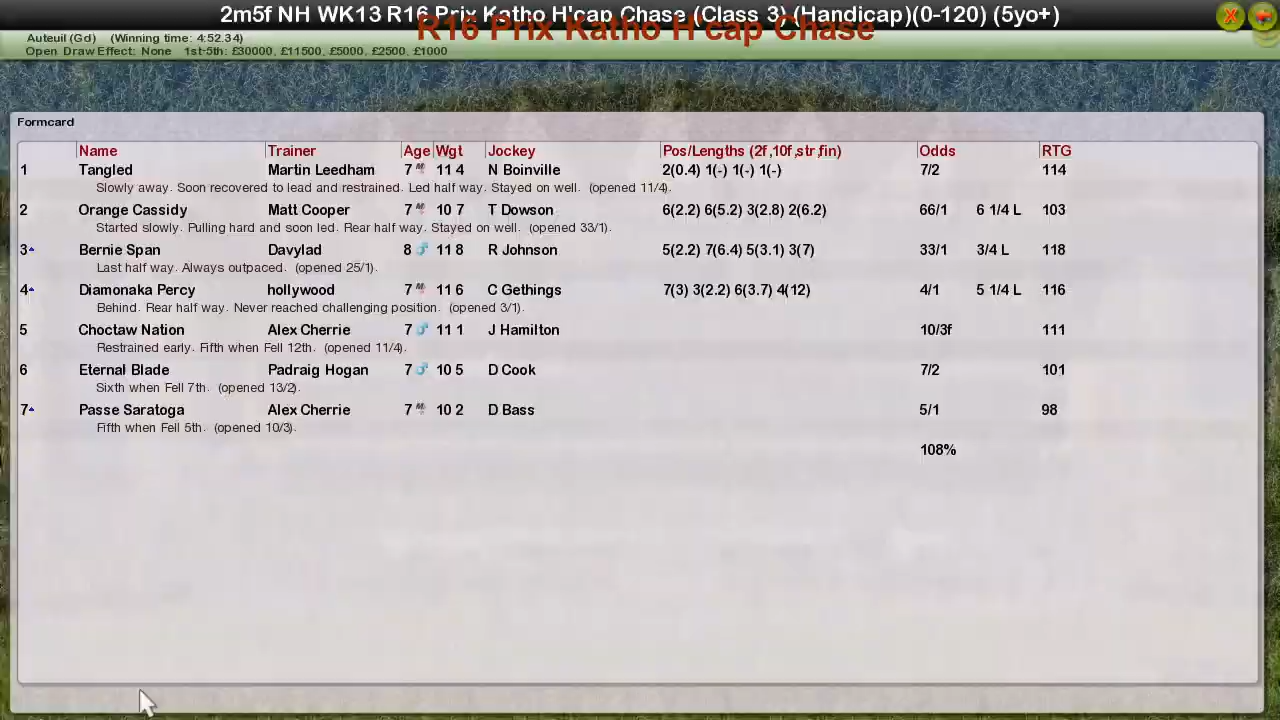 2m5f NH WK13 R16 Prix Katho H'cap Chase (Class 3) (Handicap)(0-120) (5yo+)
R16 Prix Katho H'cap Chase
Auteuil (Gd) (Winning time: 4:52.34)
Open Draw Effect: None 1st-5th: £30000, £11500, £5000, £2500, £1000
Formcard
Name Trainer Age Wgt Jockey Pos/Lengths (2f,10f,str,fin) Odds RTG
1 Tangled Martin Leedham 7 11 4 N Boinville 2(0.4) 1(-) 1(-) 1(-) 7/2 114
Slowly away. Soon recovered to lead and restrained. Led half way. Stayed on well. (opened 11/4).
2 Orange Cassidy Matt Cooper 7 10 7 T Dowson 6(2.2) 6(5.2) 3(2.8) 2(6.2) 66/1 6 1/4 L 103
Started slowly. Pulling hard and soon led. Rear half way. Stayed on well. (opened 33/1).
3 Bernie Span Davylad 8 11 8 R Johnson 5(2.2) 7(6.4) 5(3.1) 3(7) 33/1 3/4 L 118
Last half way. Always outpaced. (opened 25/1).
4 Diamonaka Percy hollywood 7 11 6 C Gethings 7(3) 3(2.2) 6(3.7) 4(12) 4/1 5 1/4 L 116
Behind. Rear half way. Never reached challenging position. (opened 3/1).
5 Choctaw Nation Alex Cherrie 7 11 1 J Hamilton 10/3f 111
Restrained early. Fifth when Fell 12th. (opened 11/4).
6 Eternal Blade Padraig Hogan 7 10 5 D Cook 7/2 101
Sixth when Fell 7th. (opened 13/2).
7 Passe Saratoga Alex Cherrie 7 10 2 D Bass 5/1 98
Fifth when Fell 5th. (opened 10/3).
108%